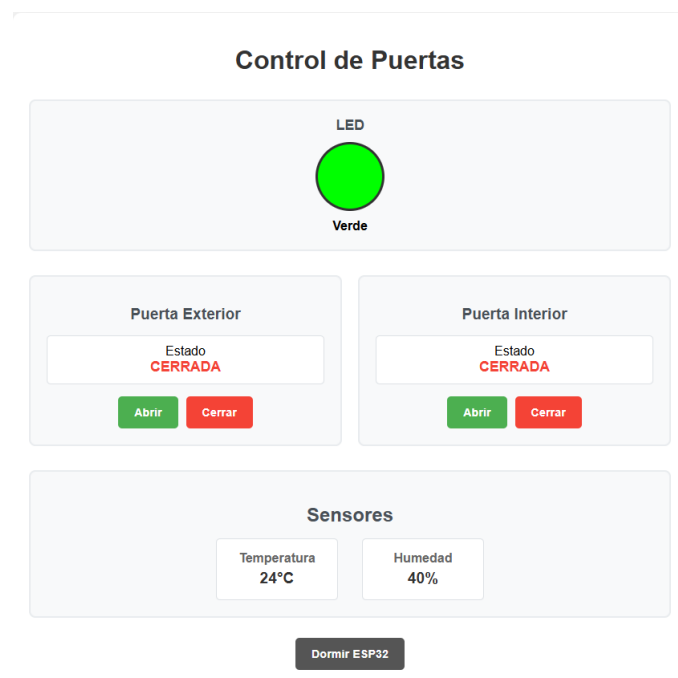 Control de Puertas
LED
Verde
Puerta Exterior
Estado
CERRADA
Abrir
Cerrar
Puerta Interior
Estado
CERRADA
Abrir
Cerrar
Sensores
Temperatura
24°C
Humedad
40%
Dormir ESP32